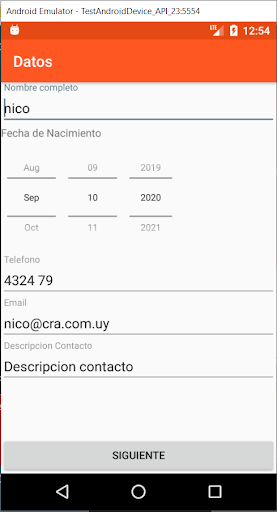 Android Emulator - TestAndroidDevice_API_23:5554
LTE 12:54
Datos
Nombre completo
nico
Fecha de Nacimiento
Aug 09 2019
Sep 10 2020
Oct 11 2021
Telefono
4324 79
Email
nico@cra.com.uy
Descripcion Contacto
Descripcion contacto
SIGUIENTE